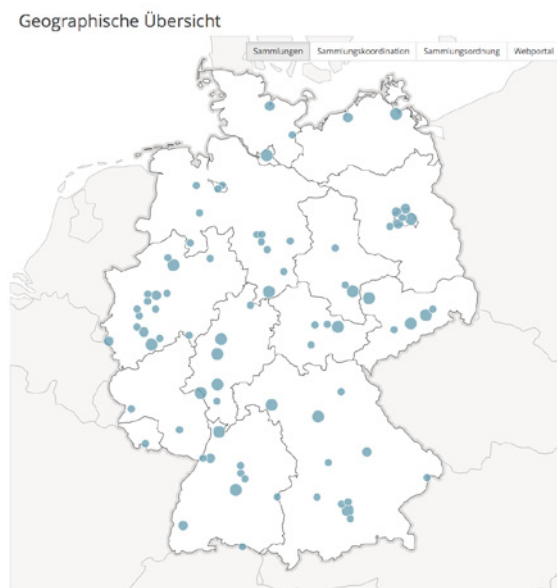 Geographische Übersicht
Sammlungen Sammlungskoordination Sammlungsordnung Webportal